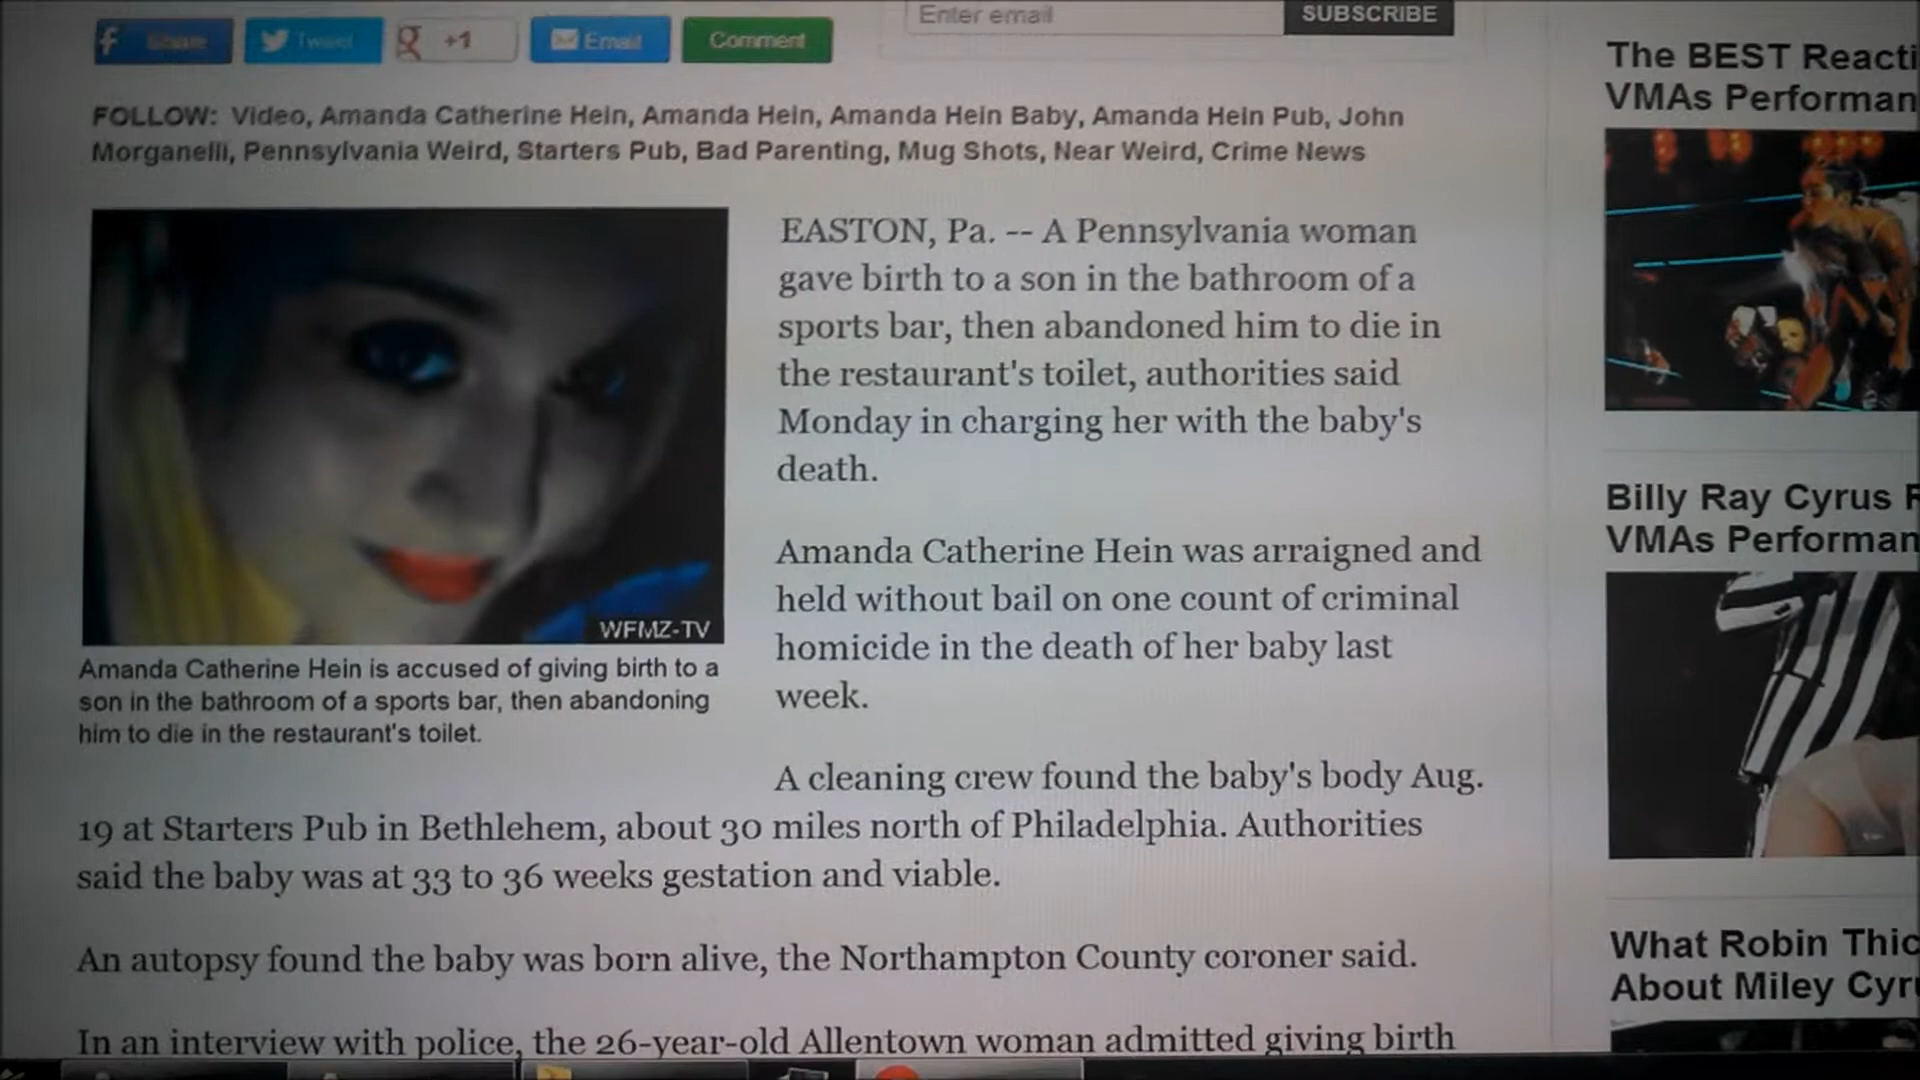 Share
Tweet
+1
Email
Comment
Enter email
SUBSCRIBE
FOLLOW: Video, Amanda Catherine Hein, Amanda Hein, Amanda Hein Baby, Amanda Hein Pub, John
Morganelli, Pennsylvania Weird, Starters Pub, Bad Parenting, Mug Shots, Near Weird, Crime News
WFMZ-TV
Amanda Catherine Hein is accused of giving birth to a
son in the bathroom of a sports bar, then abandoning
him to die in the restaurant's toilet.
EASTON, Pa. -- A Pennsylvania woman
gave birth to a son in the bathroom of a
sports bar, then abandoned him to die in
the restaurant's toilet, authorities said
Monday in charging her with the baby's
death.
Amanda Catherine Hein was arraigned and
held without bail on one count of criminal
homicide in the death of her baby last
week.
A cleaning crew found the baby's body Aug.
19 at Starters Pub in Bethlehem, about 30 miles north of Philadelphia. Authorities
said the baby was at 33 to 36 weeks gestation and viable.
An autopsy found the baby was born alive, the Northampton County coroner said.
In an interview with police, the 26-year-old Allentown woman admitted giving birth
The BEST Reacti
VMAs Performan
Billy Ray Cyrus
VMAs Performan
What Robin Thic
About Miley Cyr